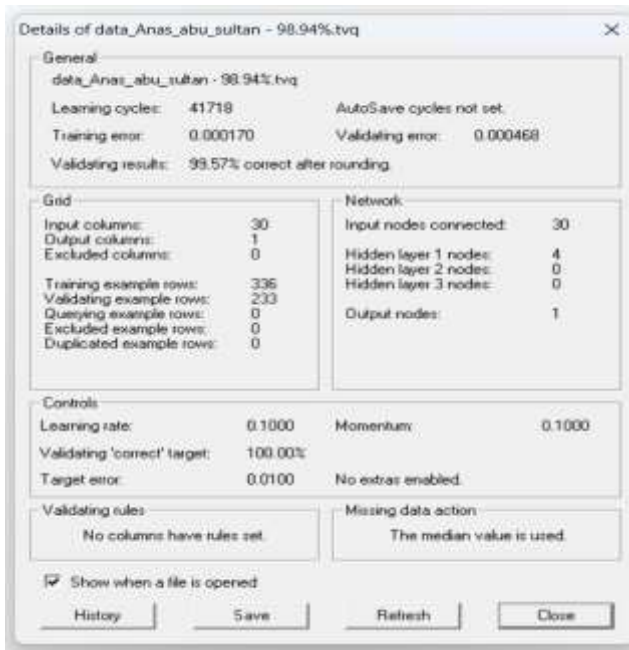 Details of data_Anas_abu_sultan - 98.94%.tvq
General
data_Anas_abu_sultan - 98.94%.tvq
Learning cycles: 41718 AutoSave cycles not set.
Training error: 0.000170 Validating error: 0.000468
Validating results: 99.57% correct after rounding.
Grid
Input columns: 30
Output columns: 1
Excluded columns: 0
Training example rows: 336
Validating example rows: 233
Querying example rows: 0
Excluded example rows: 0
Duplicated example rows: 0
Network
Input nodes connected: 30
Hidden layer 1 nodes: 4
Hidden layer 2 nodes: 0
Hidden layer 3 nodes: 0
Output nodes: 1
Controls
Learning rate: 0.1000 Momentum: 0.1000
Validating 'correct' target: 100.00%
Target error: 0.0100 No extras enabled.
Validating rules
No columns have rules set.
Missing data action
The median value is used.
Show when a file is opened
History Save Refresh Close